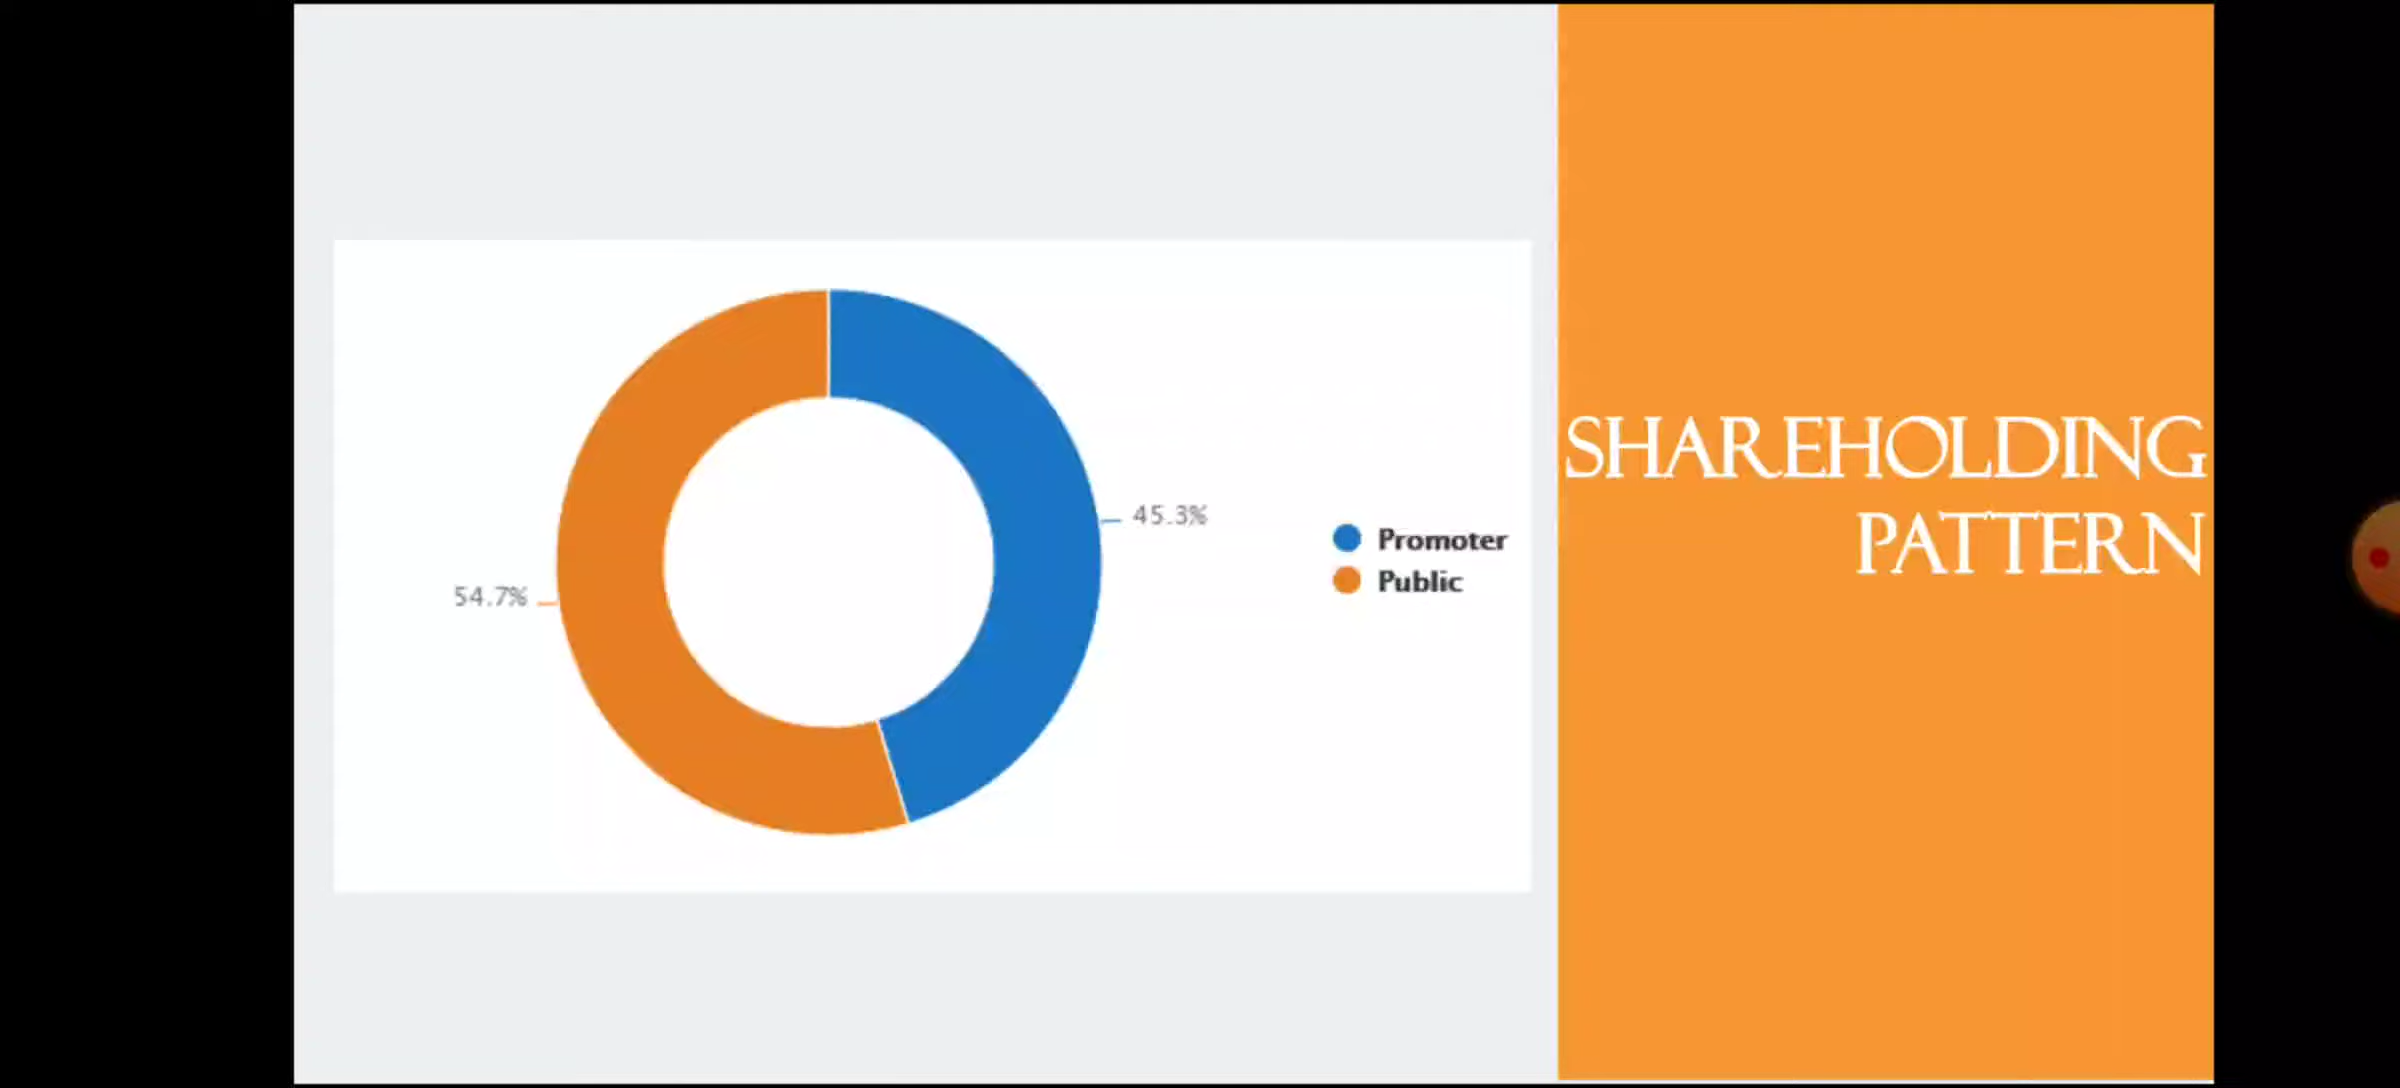 45.3%
54.7%
Promoter
Public
SHAREHOLDING
PATTERN